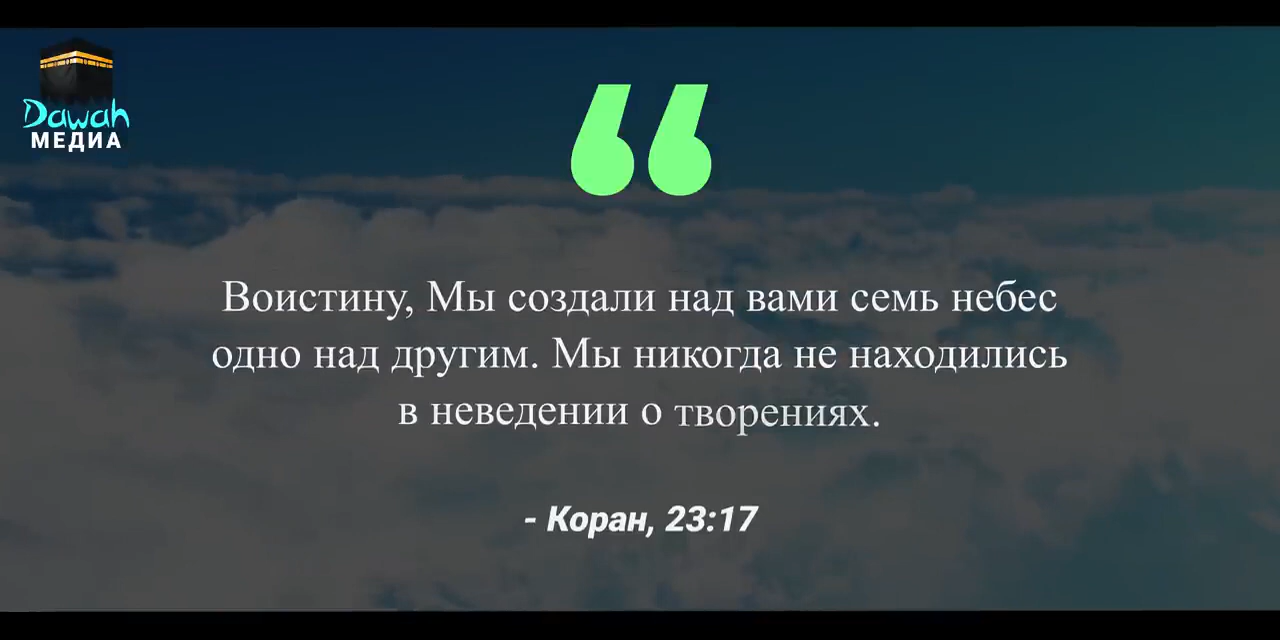 Dawah
МЕДИА
“
Воистину, Мы создали над вами семь небес
одно над другим. Мы никогда не находились
в неведении о творениях.
- Коран, 23:17